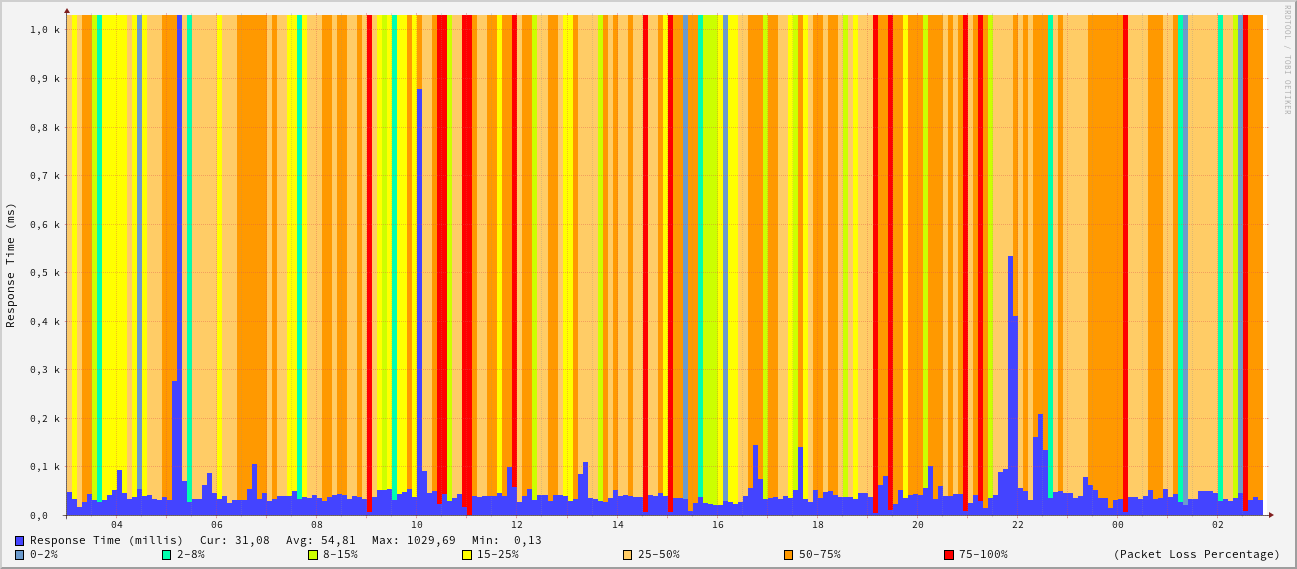 RRDTOOL / TOBI OETIKER
Response Time (ms)
1,0 k
0,9 k
0,8 k
0,7 k
0,6 k
0,5 k
0,4 k
0,3 k
0,2 k
0,1 k
0,0
04 06 08 10 12 14 16 18 20 22 00 02
Response Time (millis) Cur: 31,08 Avg: 54,81 Max: 1029,69 Min: 0,13
0-2% 2-8% 8-15% 15-25% 25-50% 50-75% 75-100% (Packet Loss Percentage)